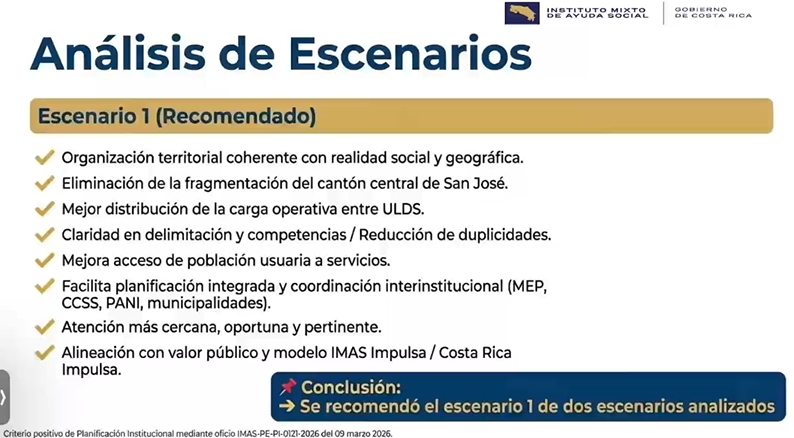 INSTITUTO MIXTO
DE AYUDA SOCIAL
GOBIERNO
DE COSTA RICA
Análisis de Escenarios
Escenario 1 (Recomendado)
Organización territorial coherente con realidad social y geográfica.
Eliminación de la fragmentación del cantón central de San José.
Mejor distribución de la carga operativa entre ULDS.
Claridad en delimitación y competencias / Reducción de duplicidades.
Mejora acceso de población usuaria a servicios.
Facilita planificación integrada y coordinación interinstitucional (MEP,
CCSS, PANI, municipalidades).
Atención más cercana, oportuna y pertinente.
Alineación con valor público y modelo IMAS Impulsa / Costa Rica
Impulsa.
Conclusión:
➔ Se recomendó el escenario 1 de dos escenarios analizados
Criterio positivo de Planificación Institucional mediante oficio IMAS-PE-PI-0121-2026 del 09 marzo 2026.